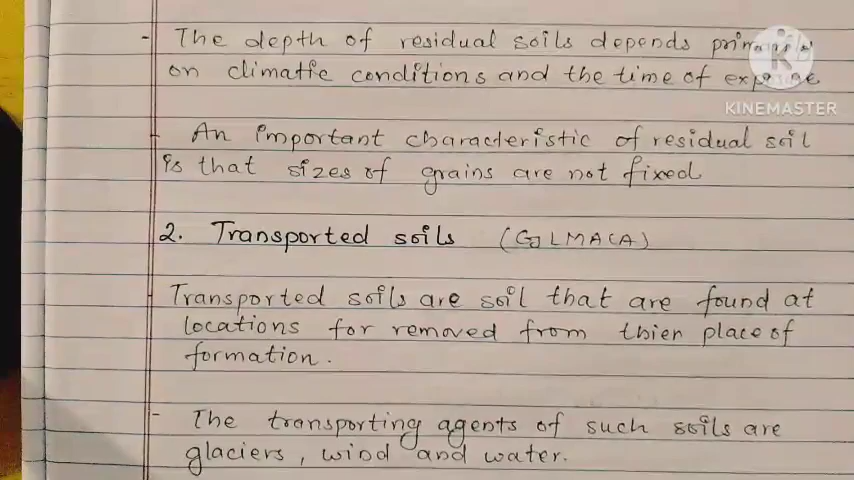 - The depth of residual soils depends primarily
on climatic conditions and the time of expose
KINEMASTER
- An important characteristic of residual soil
is that sizes of grains are not fixed
2. Transported soils (GLMACA)
Transported soils are soil that are found at
locations for removed from thier place of
formation.
- The transporting agents of such soils are
glaciers, wind and water.